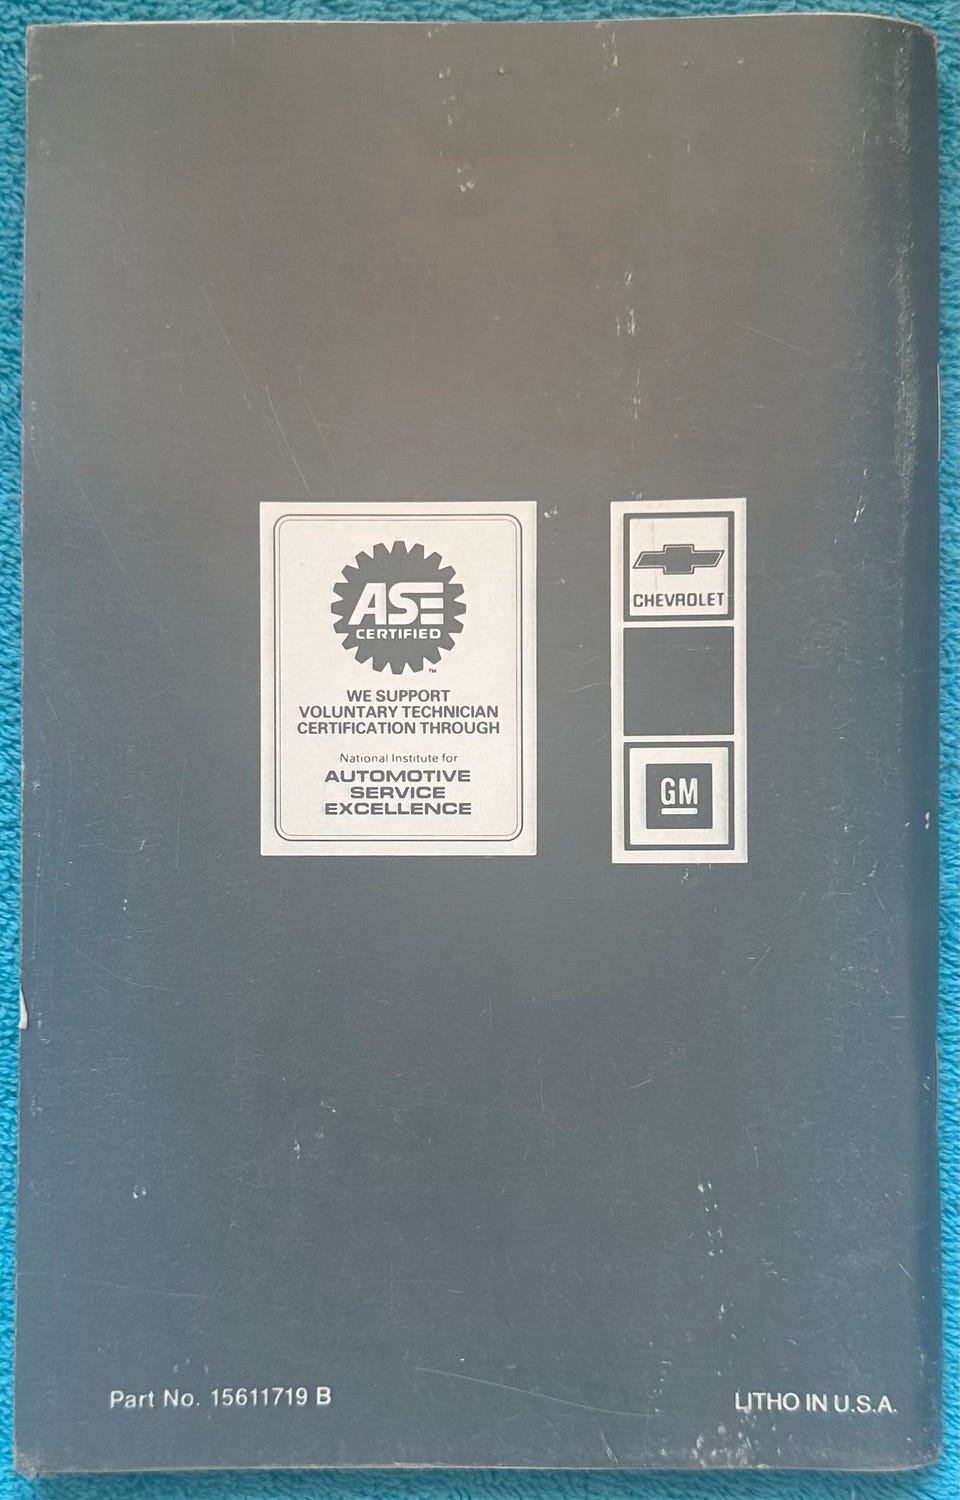 ASE
CERTIFIED
™
WE SUPPORT
VOLUNTARY TECHNICIAN
CERTIFICATION THROUGH
National Institute for
AUTOMOTIVE
SERVICE
EXCELLENCE
CHEVROLET
GM
Part No. 15611719 B
LITHO IN U.S.A.